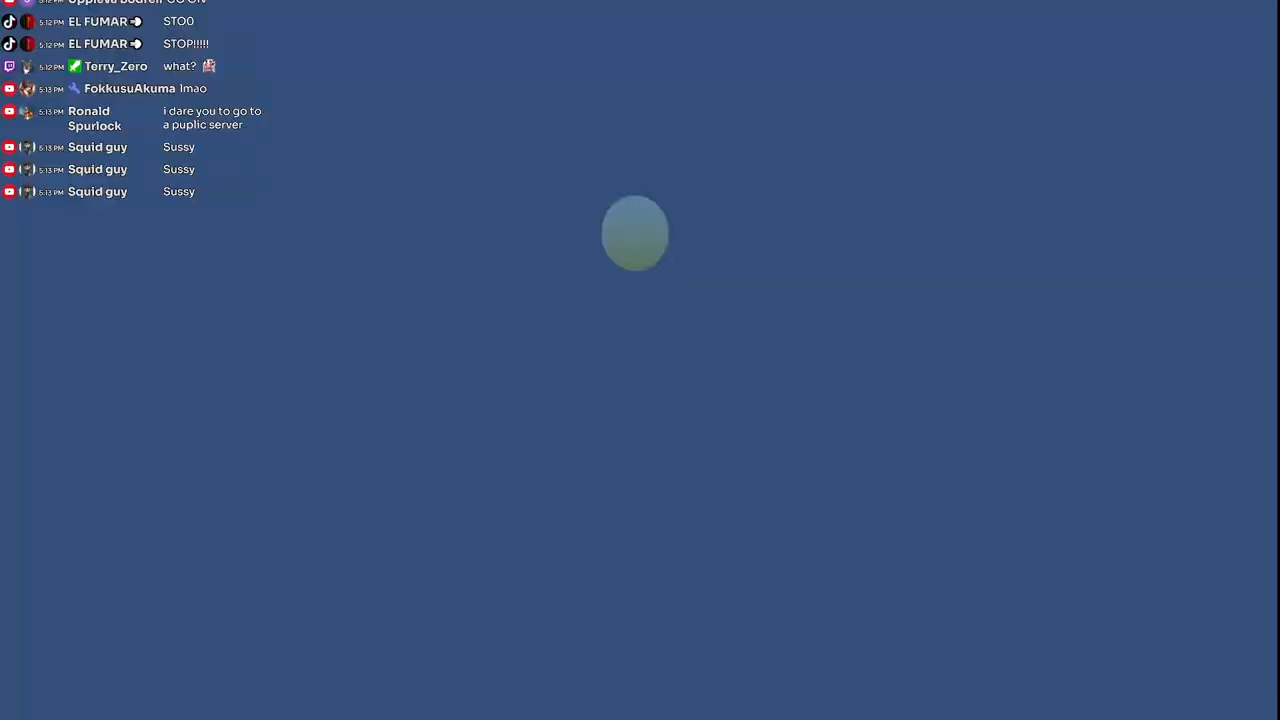 5:12 PM EL FUMAR STO0
5:12 PM EL FUMAR STOP!!!!!
5:12 PM Terry_Zero what?
5:13 PM FokkusuAkuma lmao
5:13 PM Ronald i dare you to go to
Spurlock a puplic server
5:13 PM Squid guy Sussy
5:13 PM Squid guy Sussy
5:13 PM Squid guy Sussy